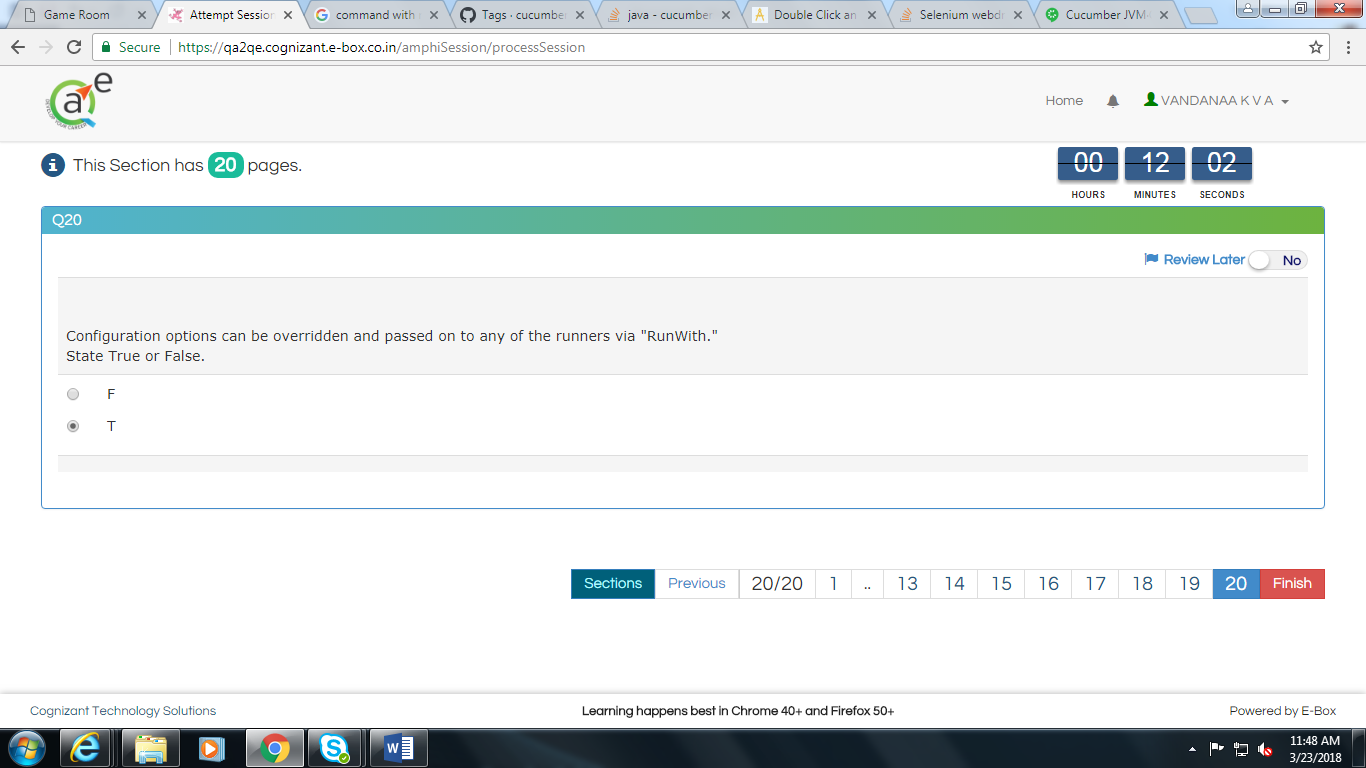 Game Room
Attempt Session
command with
Tags · cucumber
java - cucumber
Double Click an
Selenium webdr
Cucumber JVM
Secure
https://qa2qe.cognizant.e-box.co.in/amphiSession/processSession
a e
Home
VANDANAA K V A
This Section has 20 pages.
00 12 02
HOURS MINUTES SECONDS
Q20
Review Later No
Configuration options can be overridden and passed on to any of the runners via "RunWith."
State True or False.
F
T
Sections Previous 20/20 1 .. 13 14 15 16 17 18 19 20 Finish
Cognizant Technology Solutions
Learning happens best in Chrome 40+ and Firefox 50+
Powered by E-Box
11:48 AM
3/23/2018